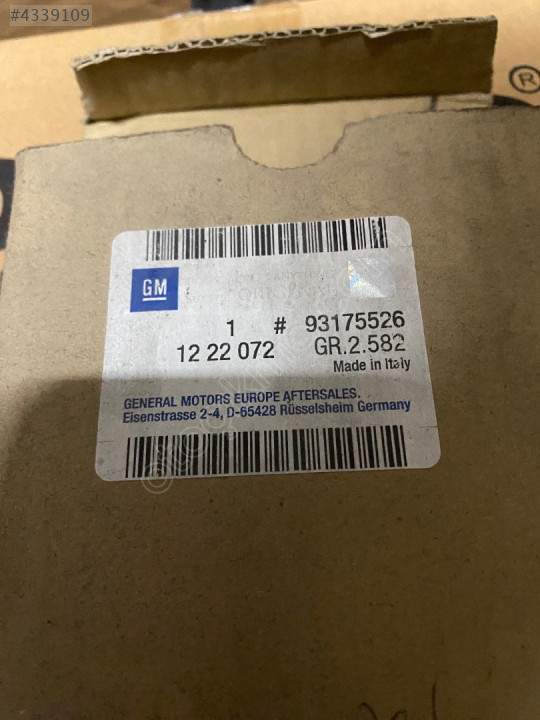 #4339109
®
GM
1 # 93175526
12 22 072 GR.2.582
Made in Italy
GENERAL MOTORS EUROPE AFTERSALES.
Eisenstrasse 2-4, D-65428 Rüsselsheim Germany